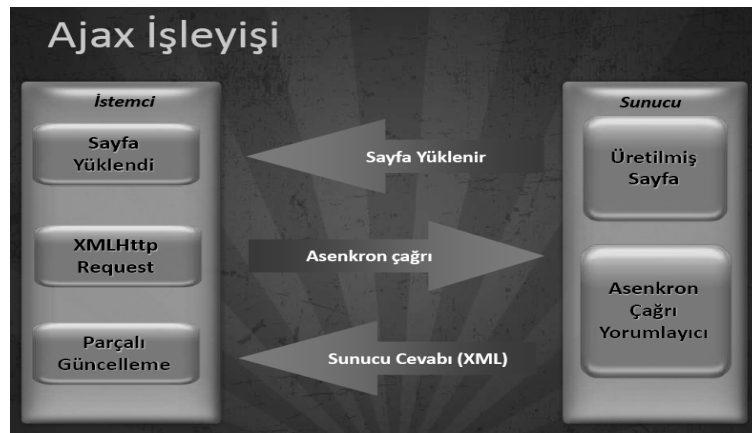 Ajax İşleyişi
İstemci
Sayfa
Yüklendi
XMLHttp
Request
Parçalı
Güncelleme
Sayfa Yüklenir
Asenkron çağrı
Sunucu Cevabı (XML)
Sunucu
Üretilmiş
Sayfa
Asenkron
Çağrı
Yorumlayıcı